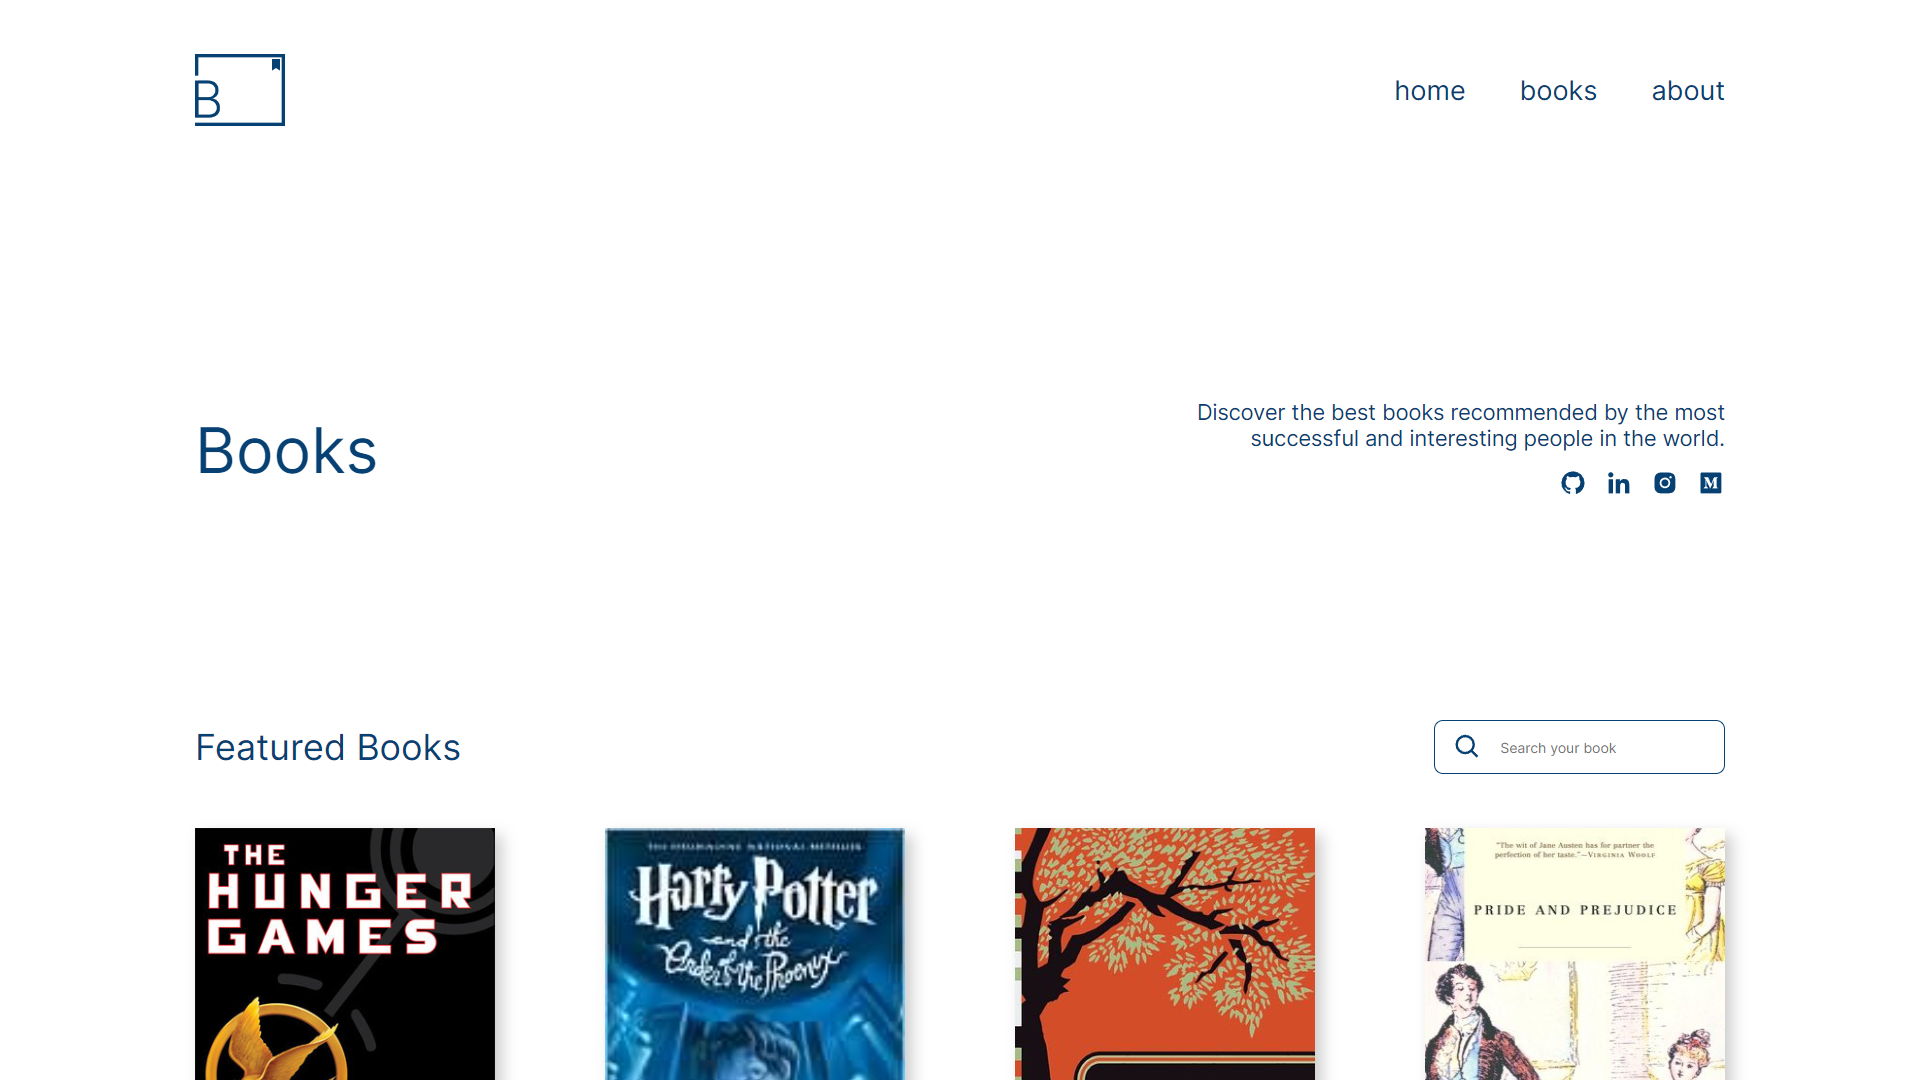 B
home books about
Books
Discover the best books recommended by the most
successful and interesting people in the world.
in
M
Featured Books
Search your book
THE
HUNGER
GAMES
Harry Potter
and the
Order of the Phoenix
"The wit of Jane Austen has for partner the
perfection of her taste."—VIRGINIA WOOLF
PRIDE AND PREJUDICE